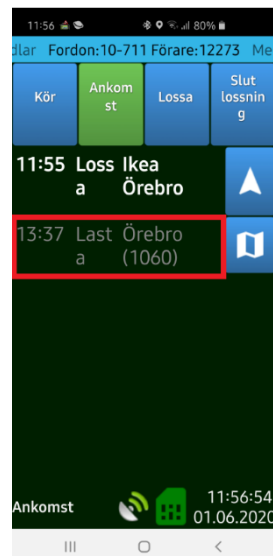 11:56 80%
dlar Fordon:10-711 Förare:12273 Me
Kör
Ankom
st
Lossa
Slut
lossnin
g
11:55 Loss Ikea
a Örebro
13:37 Last Örebro
a (1060)
Ankomst
11:56:54
01.06.2020